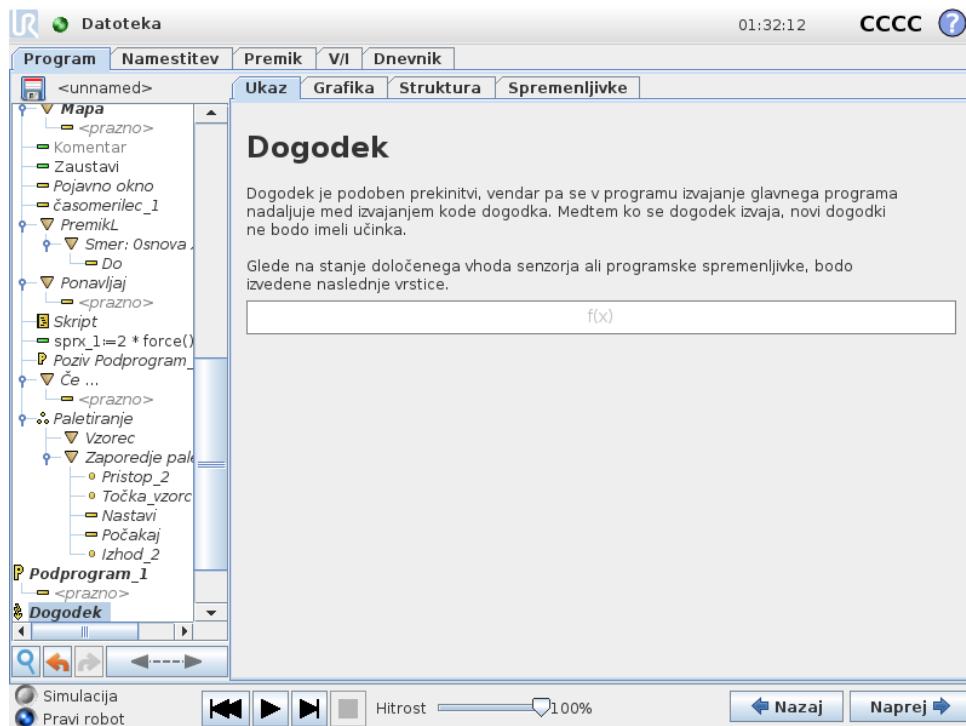 UR Datoteka 01:32:12 CCCC ?
Program Namestitev Premik V/I Dnevnik
<unnamed>
Ukaz Grafika Struktura Spremenljivke
Mapa
<prazno>
Komentar
Zaustavi
Pojavno okno
časomerilec_1
PremikL
Smer: Osnova
Do
Ponavljaj
<prazno>
Skript
sprx_1:=2 * force()
Poziv Podprogram_
Če ...
<prazno>
Paletiranje
Vzorec
Zaporedje pale
Pristop_2
Točka_vzorc
Nastavi
Počakaj
Izhod_2
Podprogram_1
<prazno>
Dogodek
Dogodek
Dogodek je podoben prekinitvi, vendar pa se v programu izvajanje glavnega programa
nadaljuje med izvajanjem kode dogodka. Medtem ko se dogodek izvaja, novi dogodki
ne bodo imeli učinka.
Glede na stanje določenega vhoda senzorja ali programske spremenljivke, bodo
izvedene naslednje vrstice.
f(x)
Simulacija
Pravi robot
Hitrost 100%
Nazaj Naprej